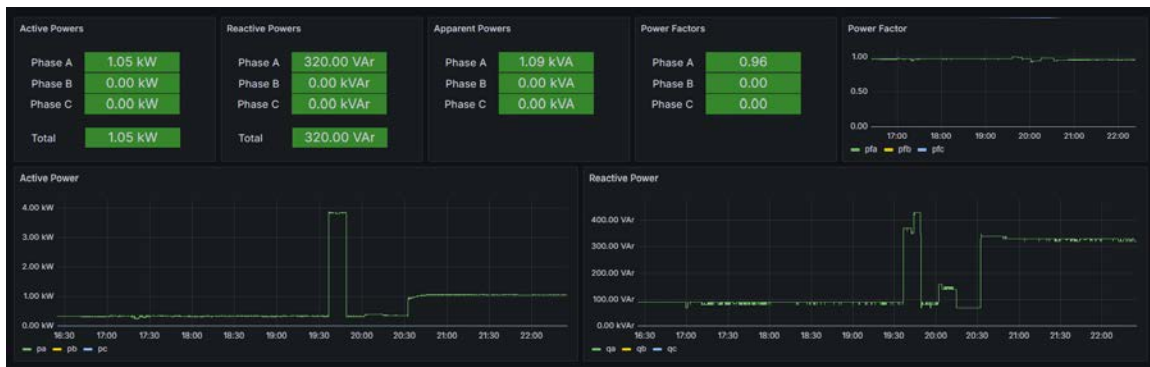 Active Powers
Phase A 1.05 kW
Phase B 0.00 kW
Phase C 0.00 kW
Total 1.05 kW
Reactive Powers
Phase A 320.00 VAr
Phase B 0.00 kVAr
Phase C 0.00 kVAr
Total 320.00 VAr
Apparent Powers
Phase A 1.09 kVA
Phase B 0.00 kVA
Phase C 0.00 kVA
Power Factors
Phase A 0.96
Phase B 0.00
Phase C 0.00
Power Factor
1.00
0.50
0.00
17:00 18:00 19:00 20:00 21:00 22:00
pfa pfb pfc
Active Power
4.00 kW
3.00 kW
2.00 kW
1.00 kW
0.00 kW
16:30 17:00 17:30 18:00 18:30 19:00 19:30 20:00 20:30 21:00 21:30 22:00
pa pb pc
Reactive Power
400.00 VAr
300.00 VAr
200.00 VAr
100.00 VAr
0.00 kVAr
16:30 17:00 17:30 18:00 18:30 19:00 19:30 20:00 20:30 21:00 21:30 22:00
qa qb qc